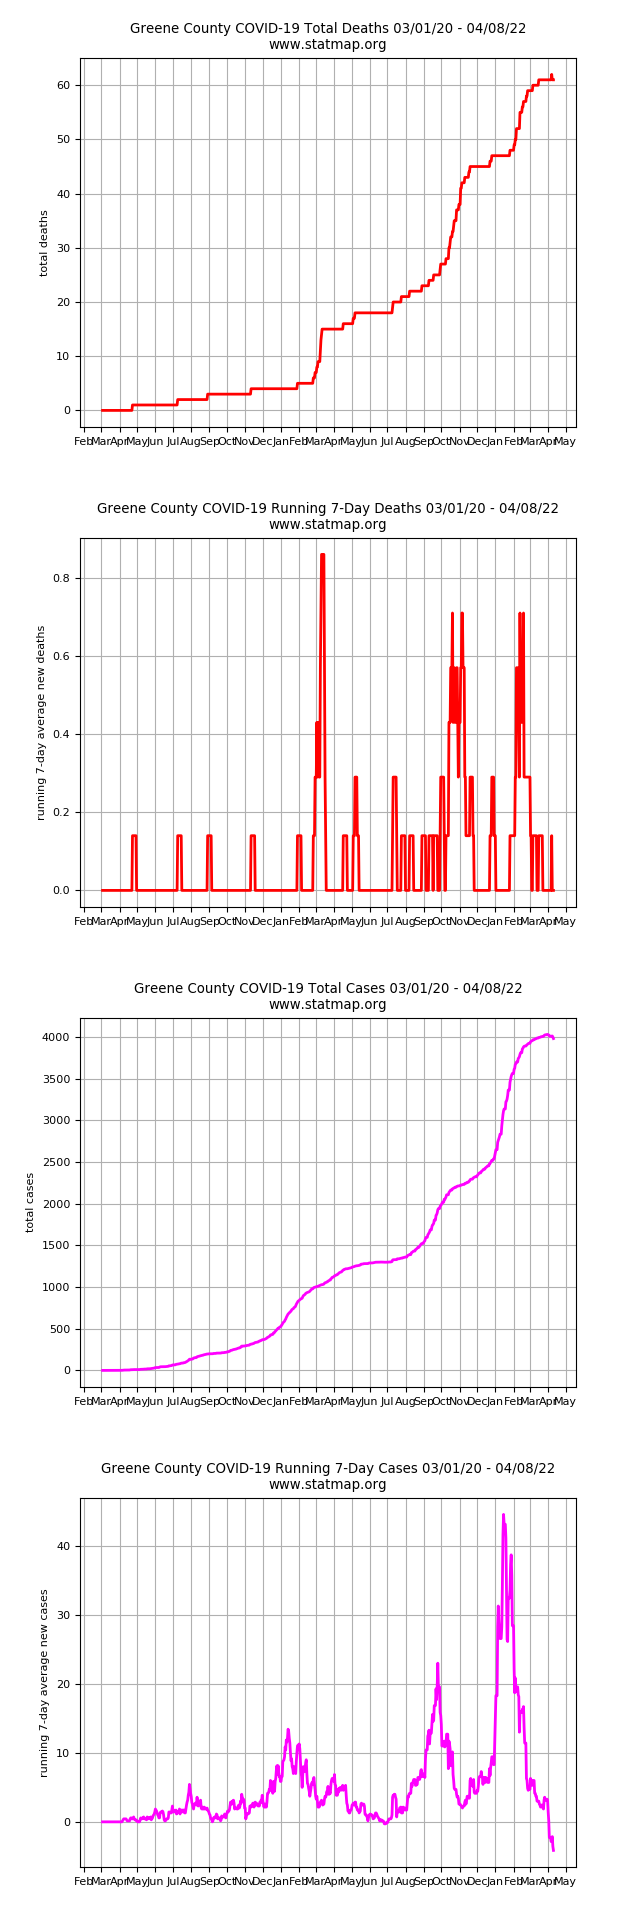 Greene County COVID-19 Total Deaths 03/01/20 - 04/08/22
www.statmap.org
total deaths
60
50
40
30
20
10
0
Feb Mar Apr May Jun Jul Aug Sep Oct Nov Dec Jan Feb Mar Apr May Jun Jul Aug Sep Oct Nov Dec Jan Feb Mar Apr May
Greene County COVID-19 Running 7-Day Deaths 03/01/20 - 04/08/22
www.statmap.org
running 7-day average new deaths
0.8
0.6
0.4
0.2
0.0
Feb Mar Apr May Jun Jul Aug Sep Oct Nov Dec Jan Feb Mar Apr May Jun Jul Aug Sep Oct Nov Dec Jan Feb Mar Apr May
Greene County COVID-19 Total Cases 03/01/20 - 04/08/22
www.statmap.org
total cases
4000
3500
3000
2500
2000
1500
1000
500
0
Feb Mar Apr May Jun Jul Aug Sep Oct Nov Dec Jan Feb Mar Apr May Jun Jul Aug Sep Oct Nov Dec Jan Feb Mar Apr May
Greene County COVID-19 Running 7-Day Cases 03/01/20 - 04/08/22
www.statmap.org
running 7-day average new cases
40
30
20
10
0
Feb Mar Apr May Jun Jul Aug Sep Oct Nov Dec Jan Feb Mar Apr May Jun Jul Aug Sep Oct Nov Dec Jan Feb Mar Apr May